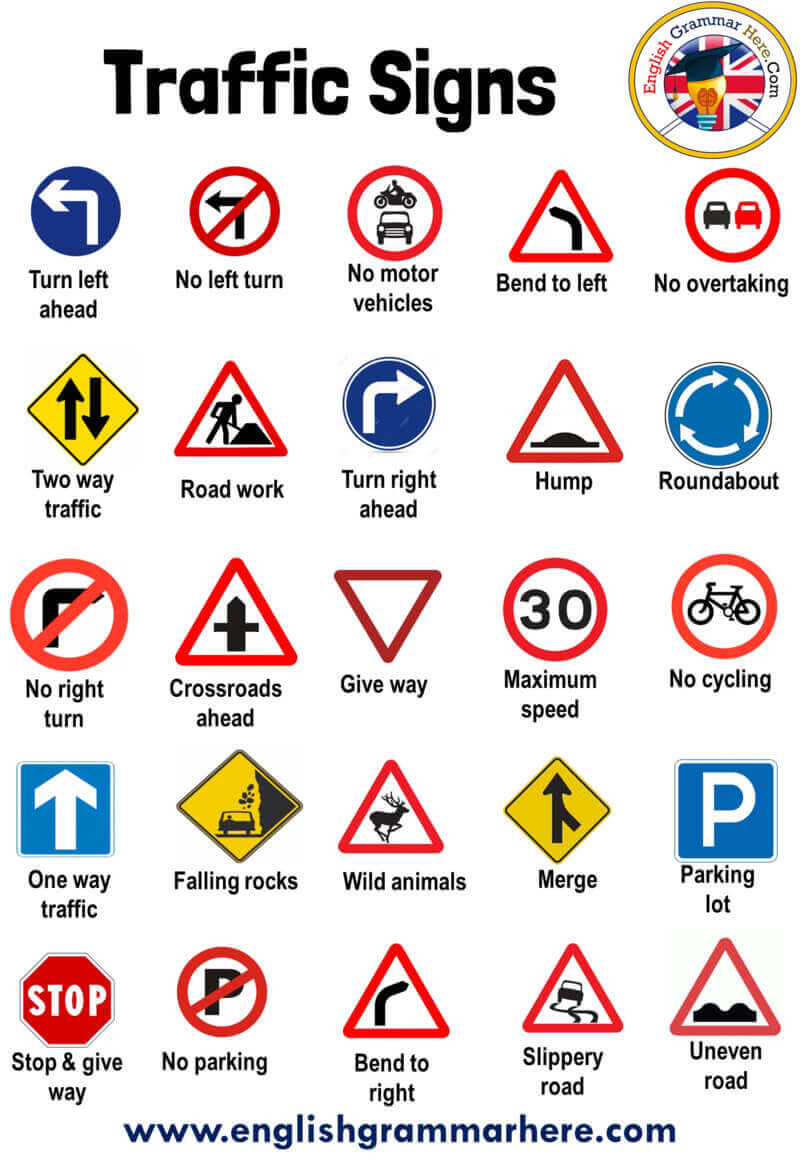 Traffic Signs
English Grammar Here.Com
Turn left
ahead
No left turn
No motor
vehicles
Bend to left
No overtaking
Two way
traffic
Road work
Turn right
ahead
Hump
Roundabout
No right
turn
Crossroads
ahead
Give way
30
Maximum
speed
No cycling
One way
traffic
Falling rocks
Wild animals
Merge
P
Parking
lot
STOP
Stop & give
way
P
No parking
Bend to
right
Slippery
road
Uneven
road
www.englishgrammarhere.com